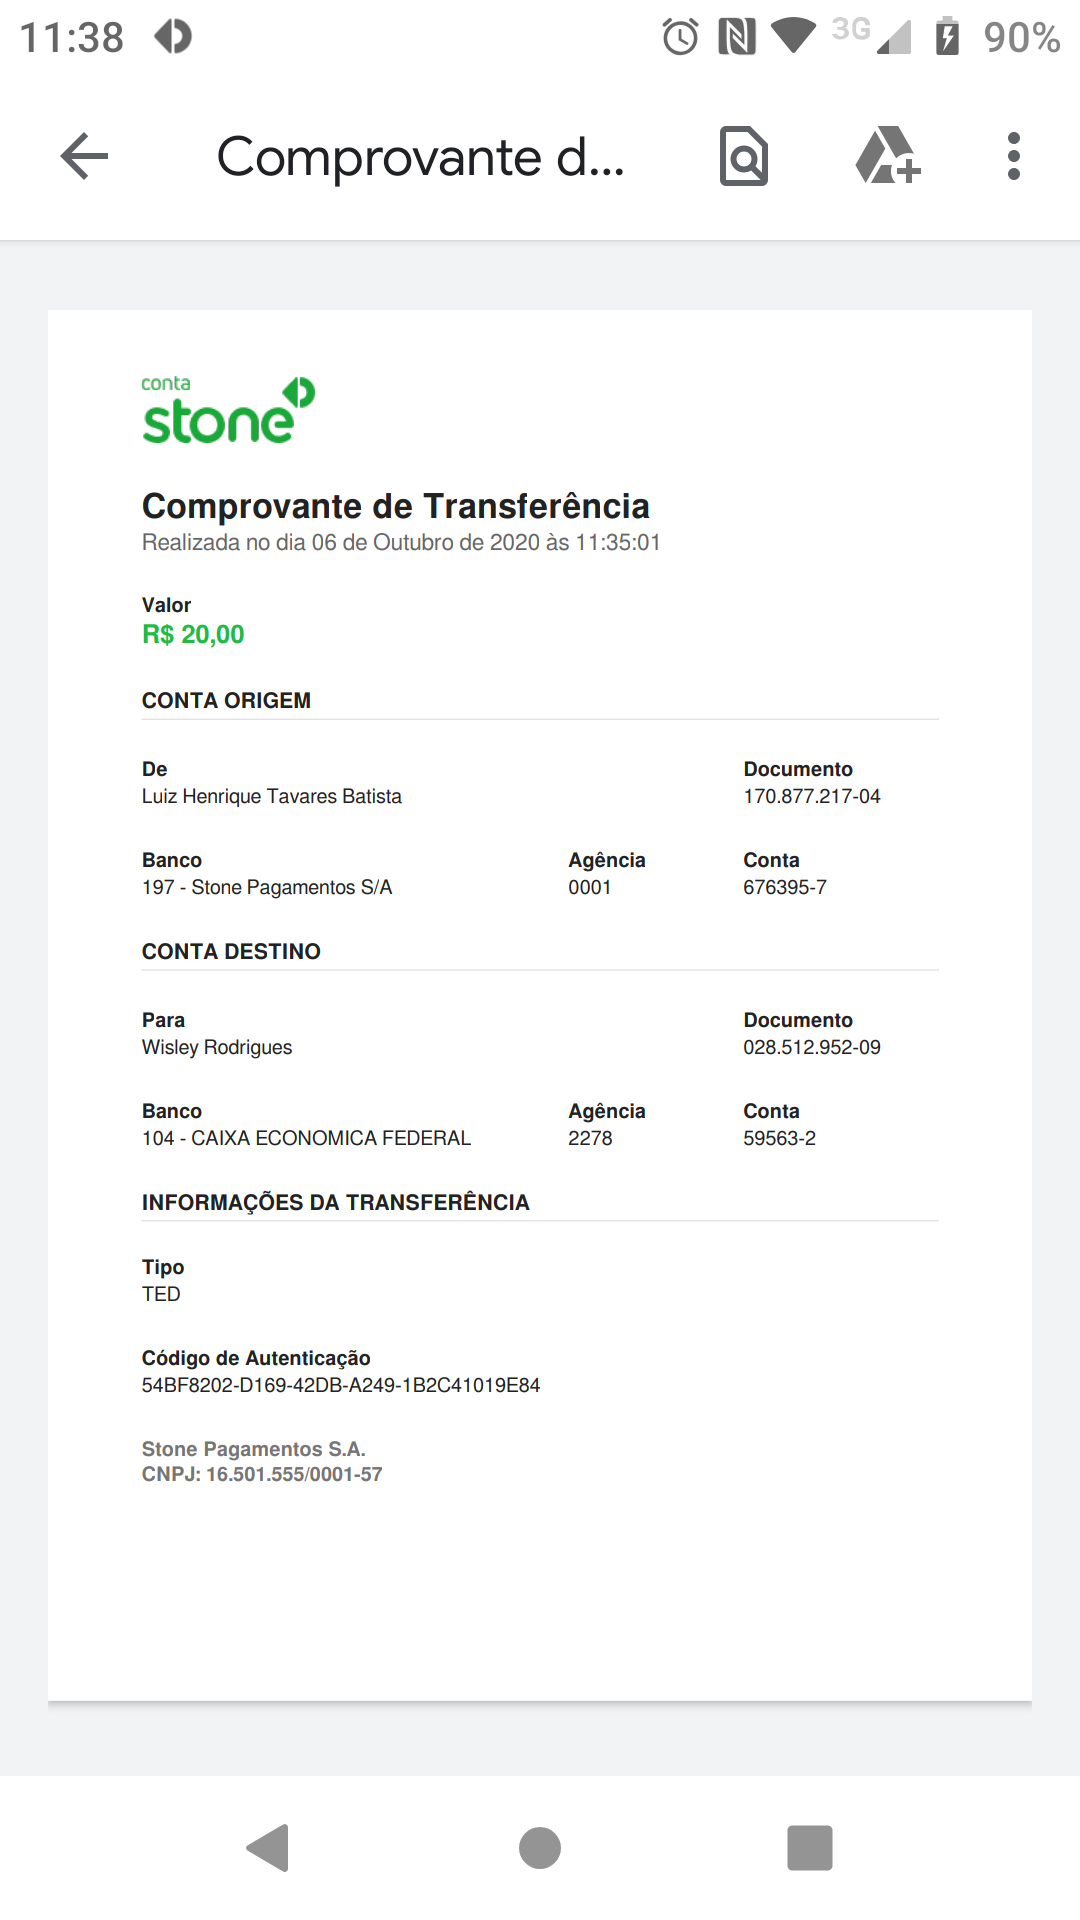 11:38 3G 90%
Comprovante d...
conta
stone
Comprovante de Transferência
Realizada no dia 06 de Outubro de 2020 às 11:35:01
Valor
R$ 20,00
CONTA ORIGEM
De Documento
Luiz Henrique Tavares Batista 170.877.217-04
Banco Agência Conta
197 - Stone Pagamentos S/A 0001 676395-7
CONTA DESTINO
Para Documento
Wisley Rodrigues 028.512.952-09
Banco Agência Conta
104 - CAIXA ECONOMICA FEDERAL 2278 59563-2
INFORMAÇÕES DA TRANSFERÊNCIA
Tipo
TED
Código de Autenticação
54BF8202-D169-42DB-A249-1B2C41019E84
Stone Pagamentos S.A.
CNPJ: 16.501.555/0001-57